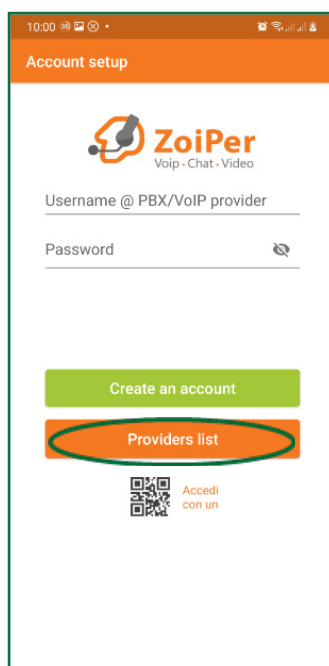 10:00
Account setup
ZoiPer
Voip · Chat · Video
Username @ PBX/VoIP provider
Password
Create an account
Providers list
Accedi
con un